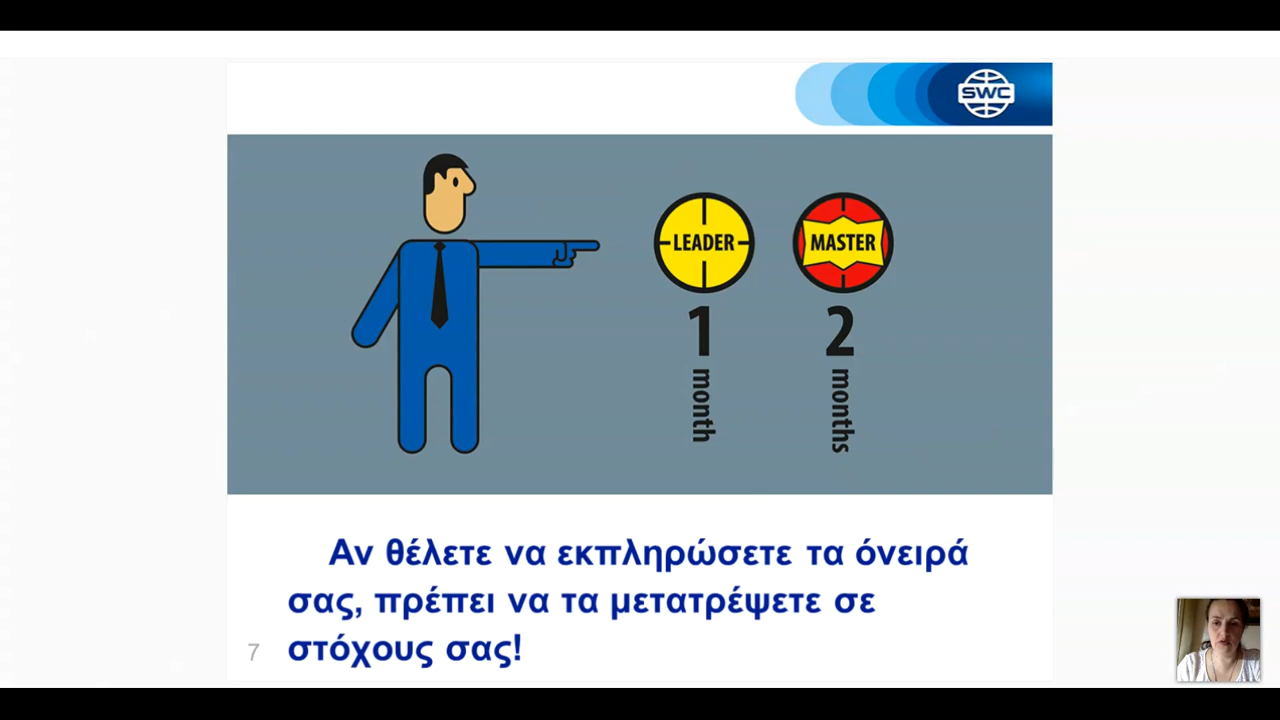 SWC
LEADER
MASTER
1
2
month
months
Αν θέλετε να εκπληρώσετε τα όνειρά
σας, πρέπει να τα μετατρέψετε σε
στόχους σας!
7